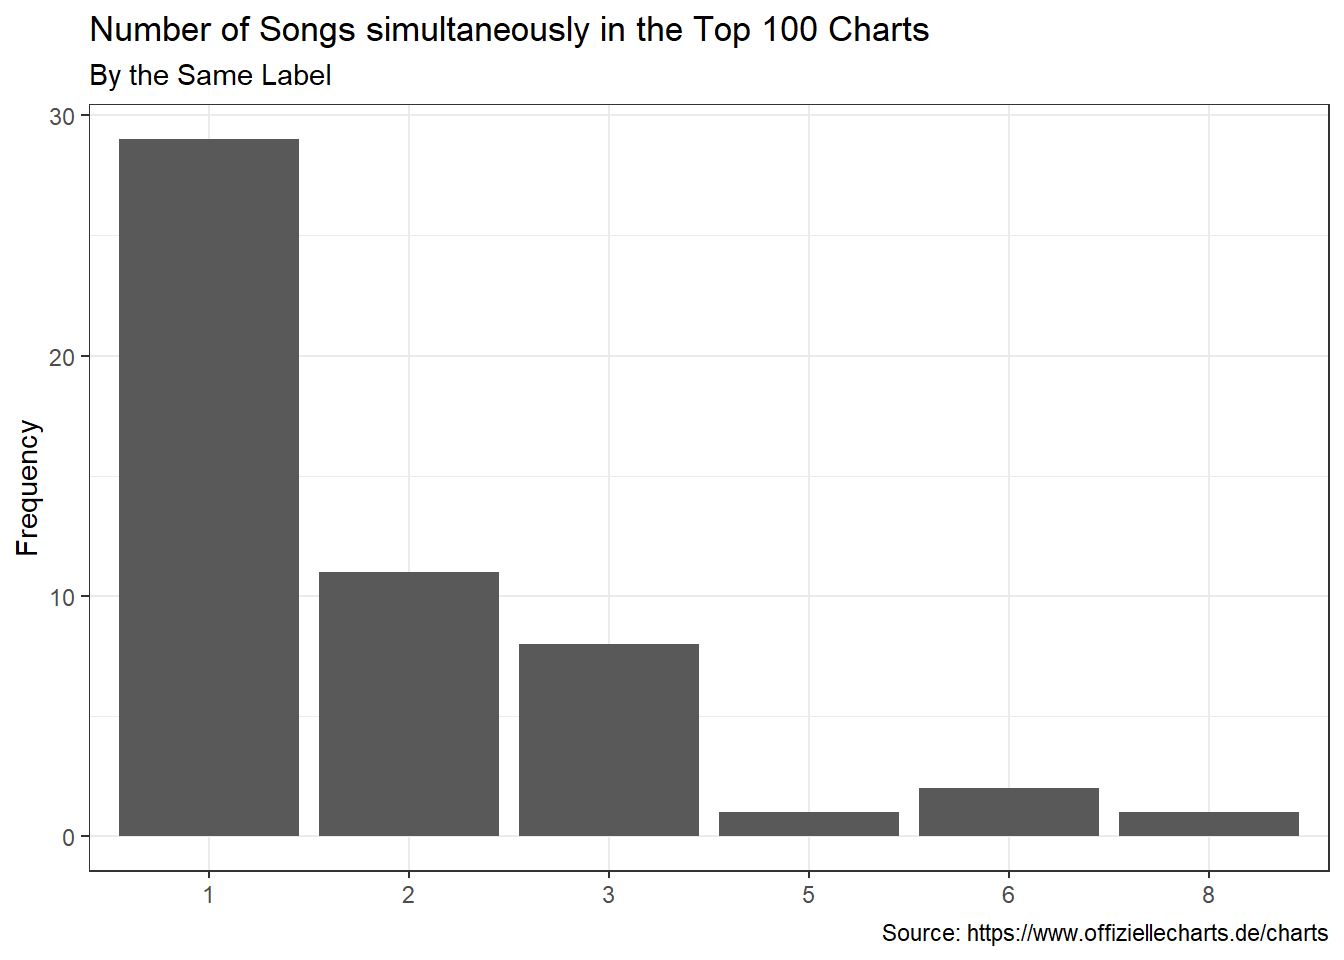 Number of Songs simultaneously in the Top 100 Charts
By the Same Label
30
20
10
0
Frequency
1 2 3 5 6 8
Source: https://www.offiziellecharts.de/charts